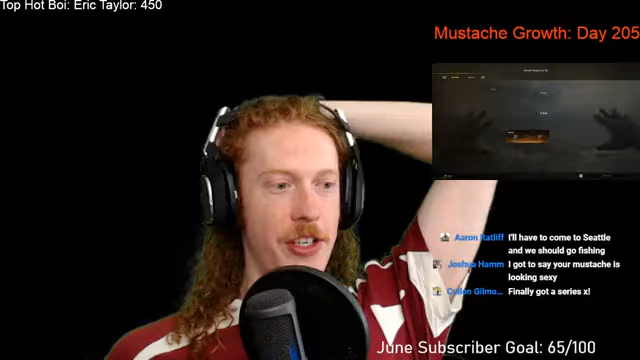 Top Hot Boi: Eric Taylor: 450
Mustache Growth: Day 205
Aaron Ratliff I'll have to come to Seattle
and we should go fishing
Joshua Hamm I got to say your mustache is
looking sexy
Cullen Gilmo... Finally got a series x!
June Subscriber Goal: 65/100